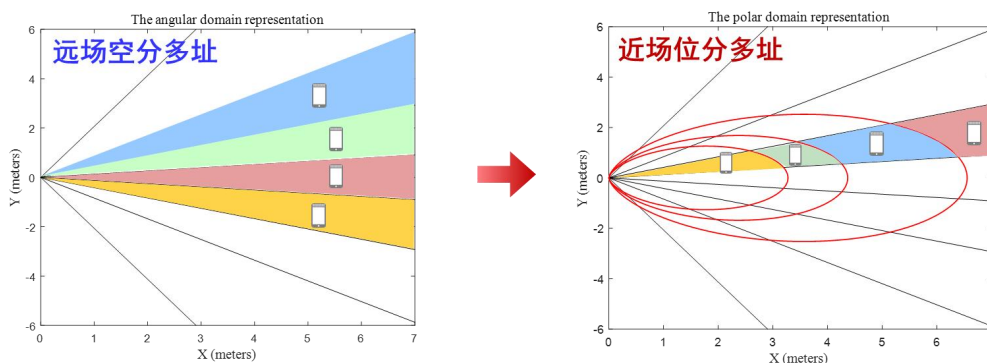 The angular domain representation
远场空分多址
6
4
2
0
-2
-4
-6
Y (meters)
0 1 2 3 4 5 6 7
X (meters)
The polar domain representation
近场位分多址
6
4
2
0
-2
-4
-6
Y (meters)
0 1 2 3 4 5 6
X (meters)